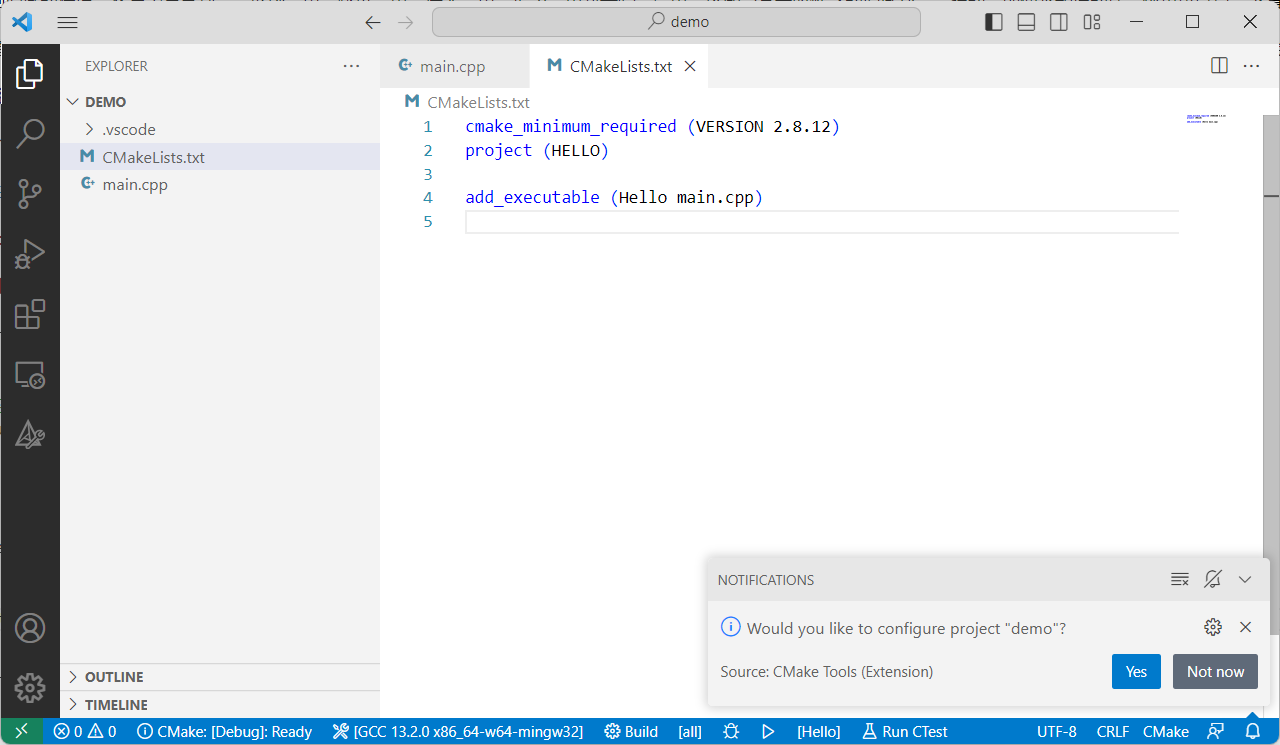 demo
EXPLORER
DEMO
.vscode
CMakeLists.txt
main.cpp
OUTLINE
TIMELINE
main.cpp
CMakeLists.txt
CMakeLists.txt
1 cmake_minimum_required (VERSION 2.8.12)
2 project (HELLO)
3
4 add_executable (Hello main.cpp)
5
NOTIFICATIONS
Would you like to configure project "demo"?
Source: CMake Tools (Extension)
Yes Not now
0 0 CMake: [Debug]: Ready [GCC 13.2.0 x86_64-w64-mingw32] Build [all] [Hello] Run CTest UTF-8 CRLF CMake